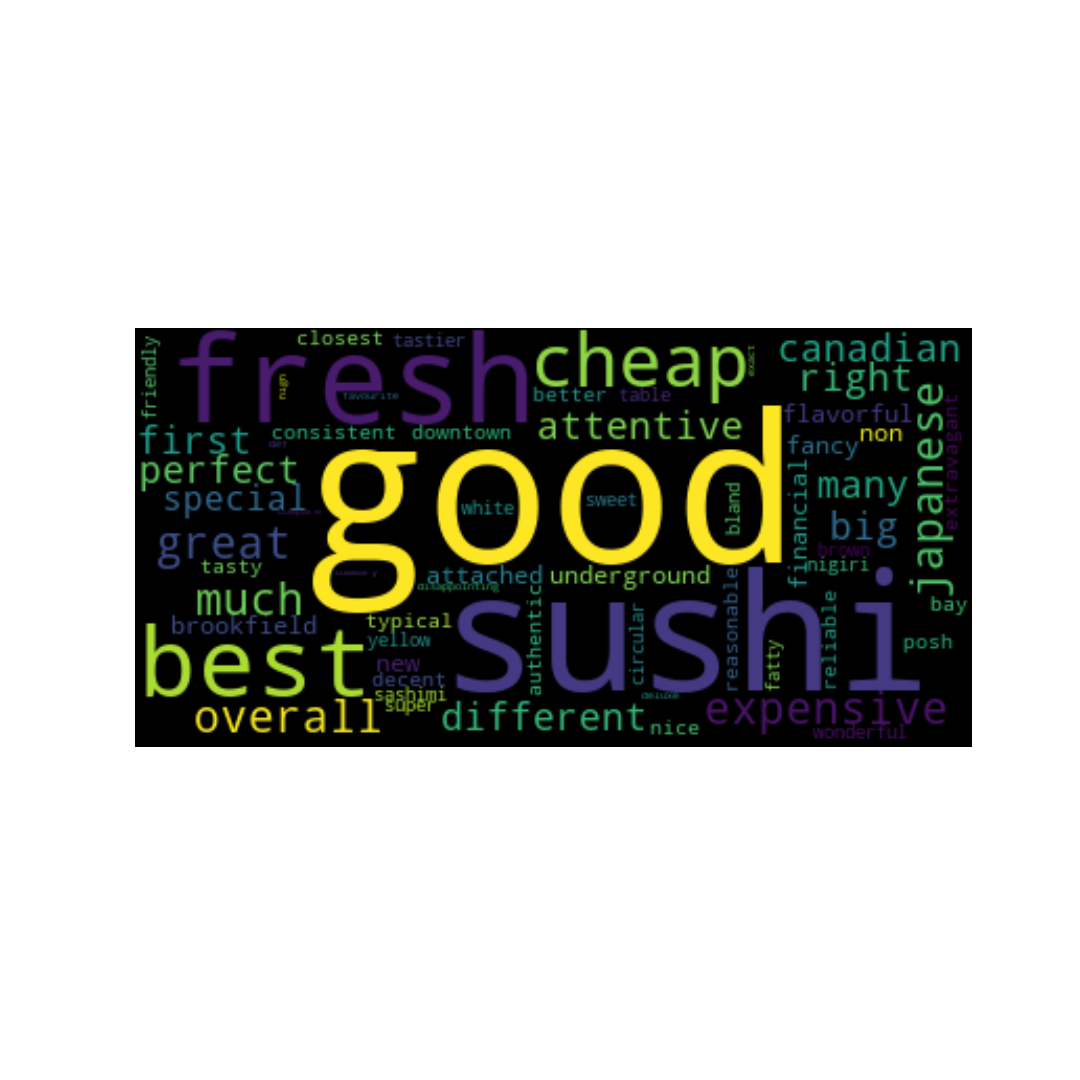 friendly
fresh
closest
tastier
cheap
exact
canadian
right
nign
favourite
better
table
flavorful
japanese
extravagant
first
consistent
downtown
attentive
fancy
non
perfect
good
special
white
sweet
bland
financial
many
big
great
brown
nigiri
tasty
attached
disappointing
underground
much
sushi
authentic
circular
reasonable
reliable
bay
brookfield
typical
yellow
posh
best
new
decent
fatty
sashimi
super
deluxe
overall
different
nice
expensive
wonderful